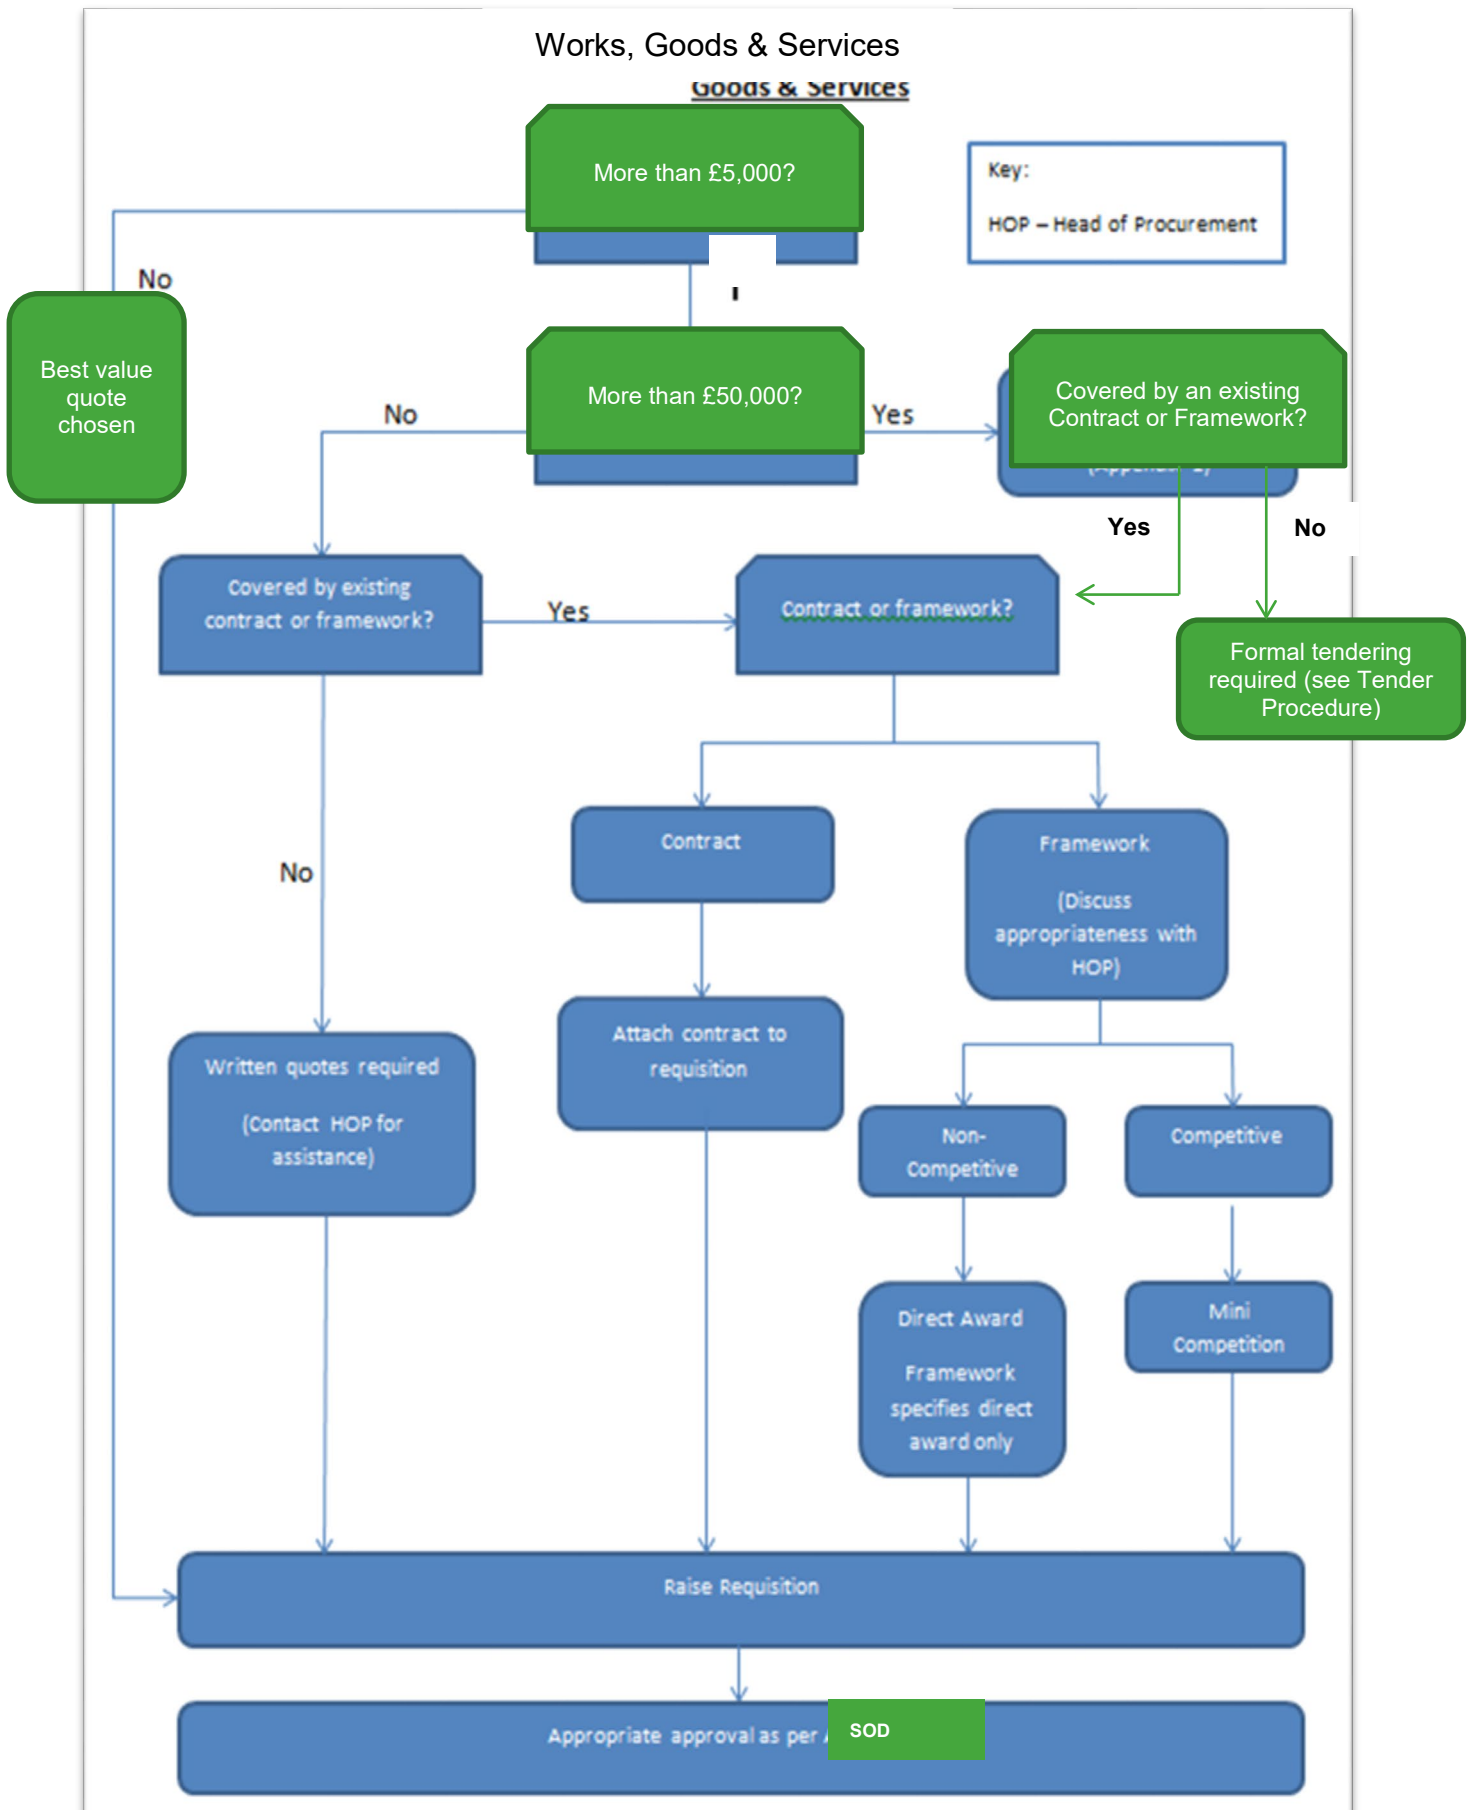 Works, Goods & Services
Goods & Services
More than £5,000?
Key:
HOP – Head of Procurement
No
Best value
quote
chosen
More than £50,000?
No
Yes
Covered by an existing
Contract or Framework?
Yes
No
Covered by existing
contract or framework?
Yes
Contract or framework?
Formal tendering
required (see Tender
Procedure)
Contract
Framework
(Discuss
appropriateness with
HOP)
No
Attach contract to
requisition
Written quotes required
(Contact HOP for
assistance)
Non-
Competitive
Competitive
Direct Award
Framework
specifies direct
award only
Mini
Competition
Raise Requisition
Appropriate approval as per
SOD